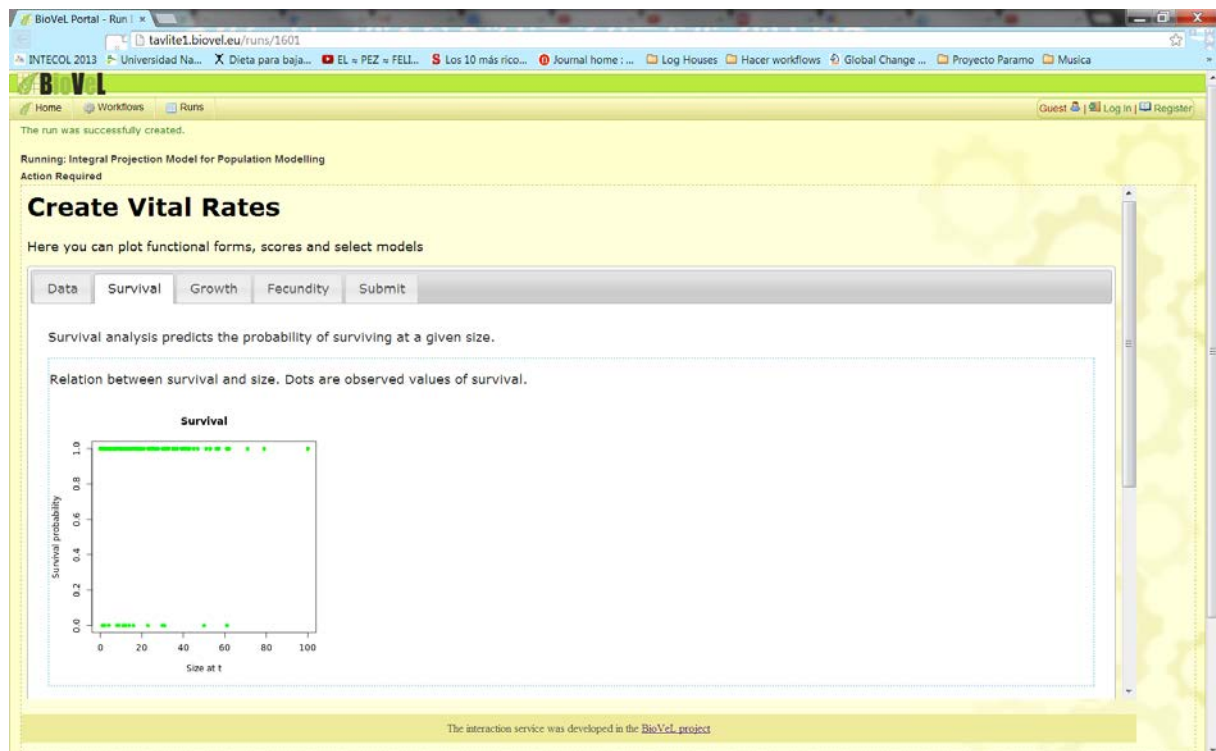 BioVeL Portal - Run I ×
tavlite1.biovel.eu/runs/1601
INTECOL 2013 Universidad Na... Dieta para baja... EL ≈ PEZ ≈ FELI... Los 10 más rico... Journal home : ... Log Houses Hacer workflows Global Change ... Proyecto Paramo Musica »
BioVeL
Home Workflows Runs Guest | Log In | Register
The run was successfully created.
Running: Integral Projection Model for Population Modelling
Action Required
Create Vital Rates
Here you can plot functional forms, scores and select models
Data Survival Growth Fecundity Submit
Survival analysis predicts the probability of surviving at a given size.
Relation between survival and size. Dots are observed values of survival.
Survival
Survival probability
1.0
0.8
0.6
0.4
0.2
0.0
0 20 40 60 80 100
Size at t
The interaction service was developed in the BioVeL project